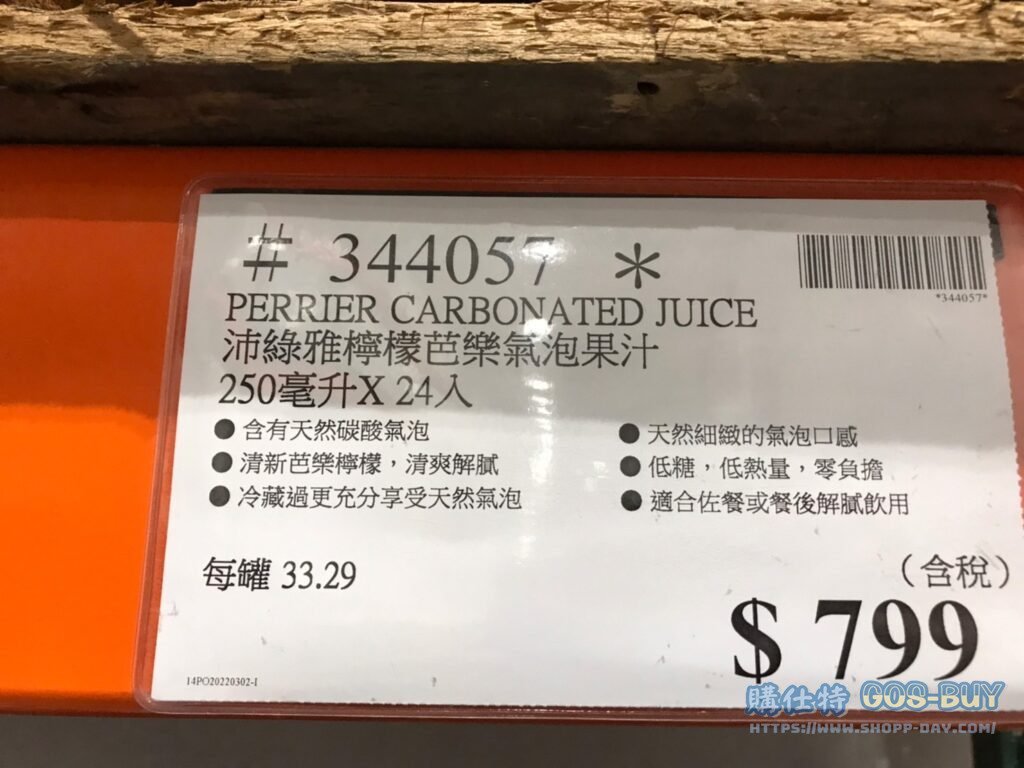 # 344057 *
*344057*
PERRIER CARBONATED JUICE
沛綠雅檸檬芭樂氣泡果汁
250毫升X 24入
●含有天然碳酸氣泡
●清新芭樂檸檬，清爽解膩
●冷藏過更充分享受天然氣泡
●天然細緻的氣泡口感
●低糖，低熱量，零負擔
●適合佐餐或餐後解膩飲用
每罐 33.29
（含稅）
$ 799
14PO20220302-1
購仕特 GOS-BUY
HTTPS://WWW.SHOPP-DAY.COM/